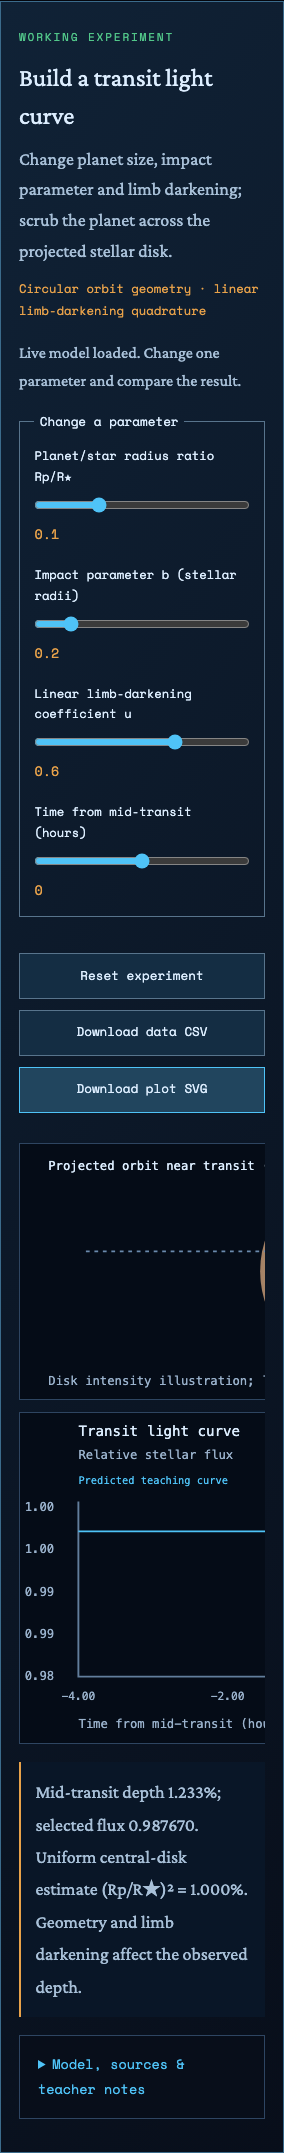 WORKING EXPERIMENT
Build a transit light
curve
Change planet size, impact
parameter and limb darkening;
scrub the planet across the
projected stellar disk.
Circular orbit geometry · linear
limb-darkening quadrature
Live model loaded. Change one
parameter and compare the result.
Change a parameter
Planet/star radius ratio
Rp/R★
0.1
Impact parameter b (stellar
radii)
0.2
Linear limb-darkening
coefficient u
0.6
Time from mid-transit
(hours)
0
Reset experiment
Download data CSV
Download plot SVG
Projected orbit near transit
Disk intensity illustration;
Transit light curve
Relative stellar flux
Predicted teaching curve
1.00
1.00
0.99
0.99
0.98
−4.00 −2.00
Time from mid-transit (hou
Mid-transit depth 1.233%;
selected flux 0.987670.
Uniform central-disk
estimate (Rp/R★)² = 1.000%.
Geometry and limb
darkening affect the observed
depth.
▶ Model, sources &
teacher notes